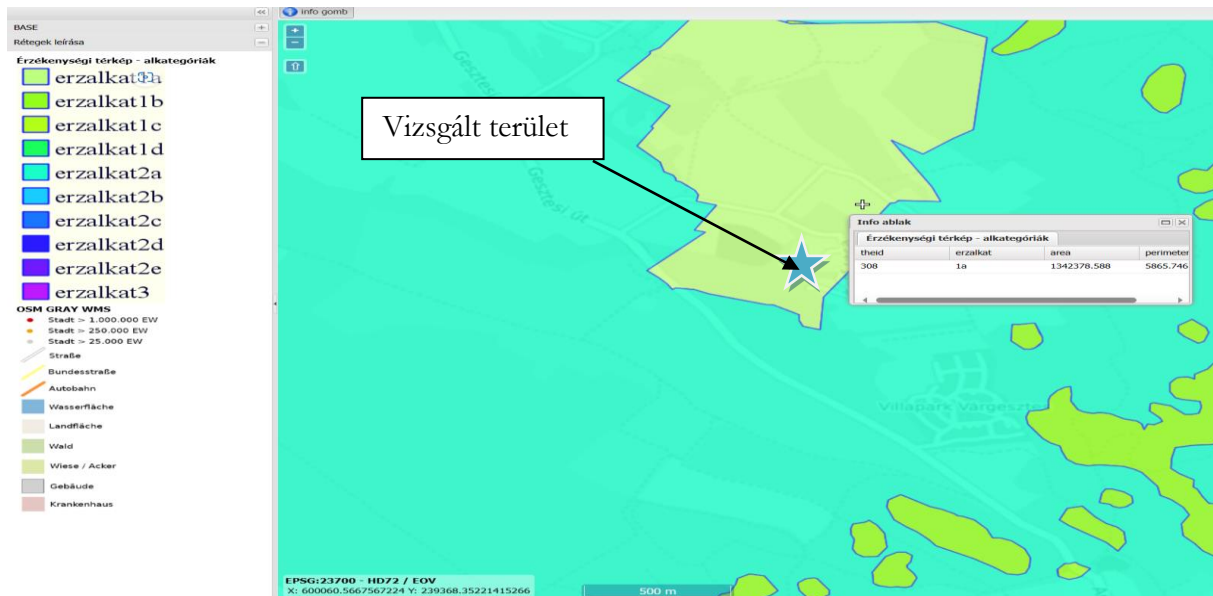 info gomb
BASE
Rétegek leírása
Érzékenységi térkép - alkategóriák
erzalkat1a
erzalkat1b
erzalkat1c
erzalkat1d
erzalkat2a
erzalkat2b
erzalkat2c
erzalkat2d
erzalkat2e
erzalkat3
OSM GRAY WMS
Stadt > 1.000.000 EW
Stadt > 250.000 EW
Stadt > 25.000 EW
Straße
Bundesstraße
Autobahn
Wasserfläche
Landfläche
Wald
Wiese / Acker
Gebäude
Krankenhaus
Vizsgált terület
Gesztesi út
Info ablak
Érzékenységi térkép - alkategóriák
theid erzalkat area perimeter
308 1a 1342378.588 5865.746
Villapark Várgesztes
EPSG:23700 - HD72 / EOV
X: 600060.5667567224 Y: 239368.35221415266
500 m